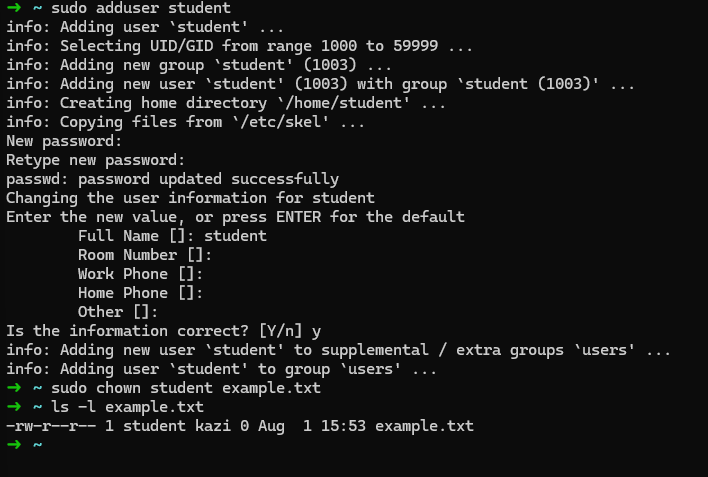 ➜ ~ sudo adduser student
info: Adding user `student' ...
info: Selecting UID/GID from range 1000 to 59999 ...
info: Adding new group `student' (1003) ...
info: Adding new user `student' (1003) with group `student (1003)' ...
info: Creating home directory `/home/student' ...
info: Copying files from `/etc/skel' ...
New password:
Retype new password:
passwd: password updated successfully
Changing the user information for student
Enter the new value, or press ENTER for the default
        Full Name []: student
        Room Number []:
        Work Phone []:
        Home Phone []:
        Other []:
Is the information correct? [Y/n] y
info: Adding new user `student' to supplemental / extra groups `users' ...
info: Adding user `student' to group `users' ...
➜ ~ sudo chown student example.txt
➜ ~ ls -l example.txt
-rw-r--r-- 1 student kazi 0 Aug  1 15:53 example.txt
➜ ~